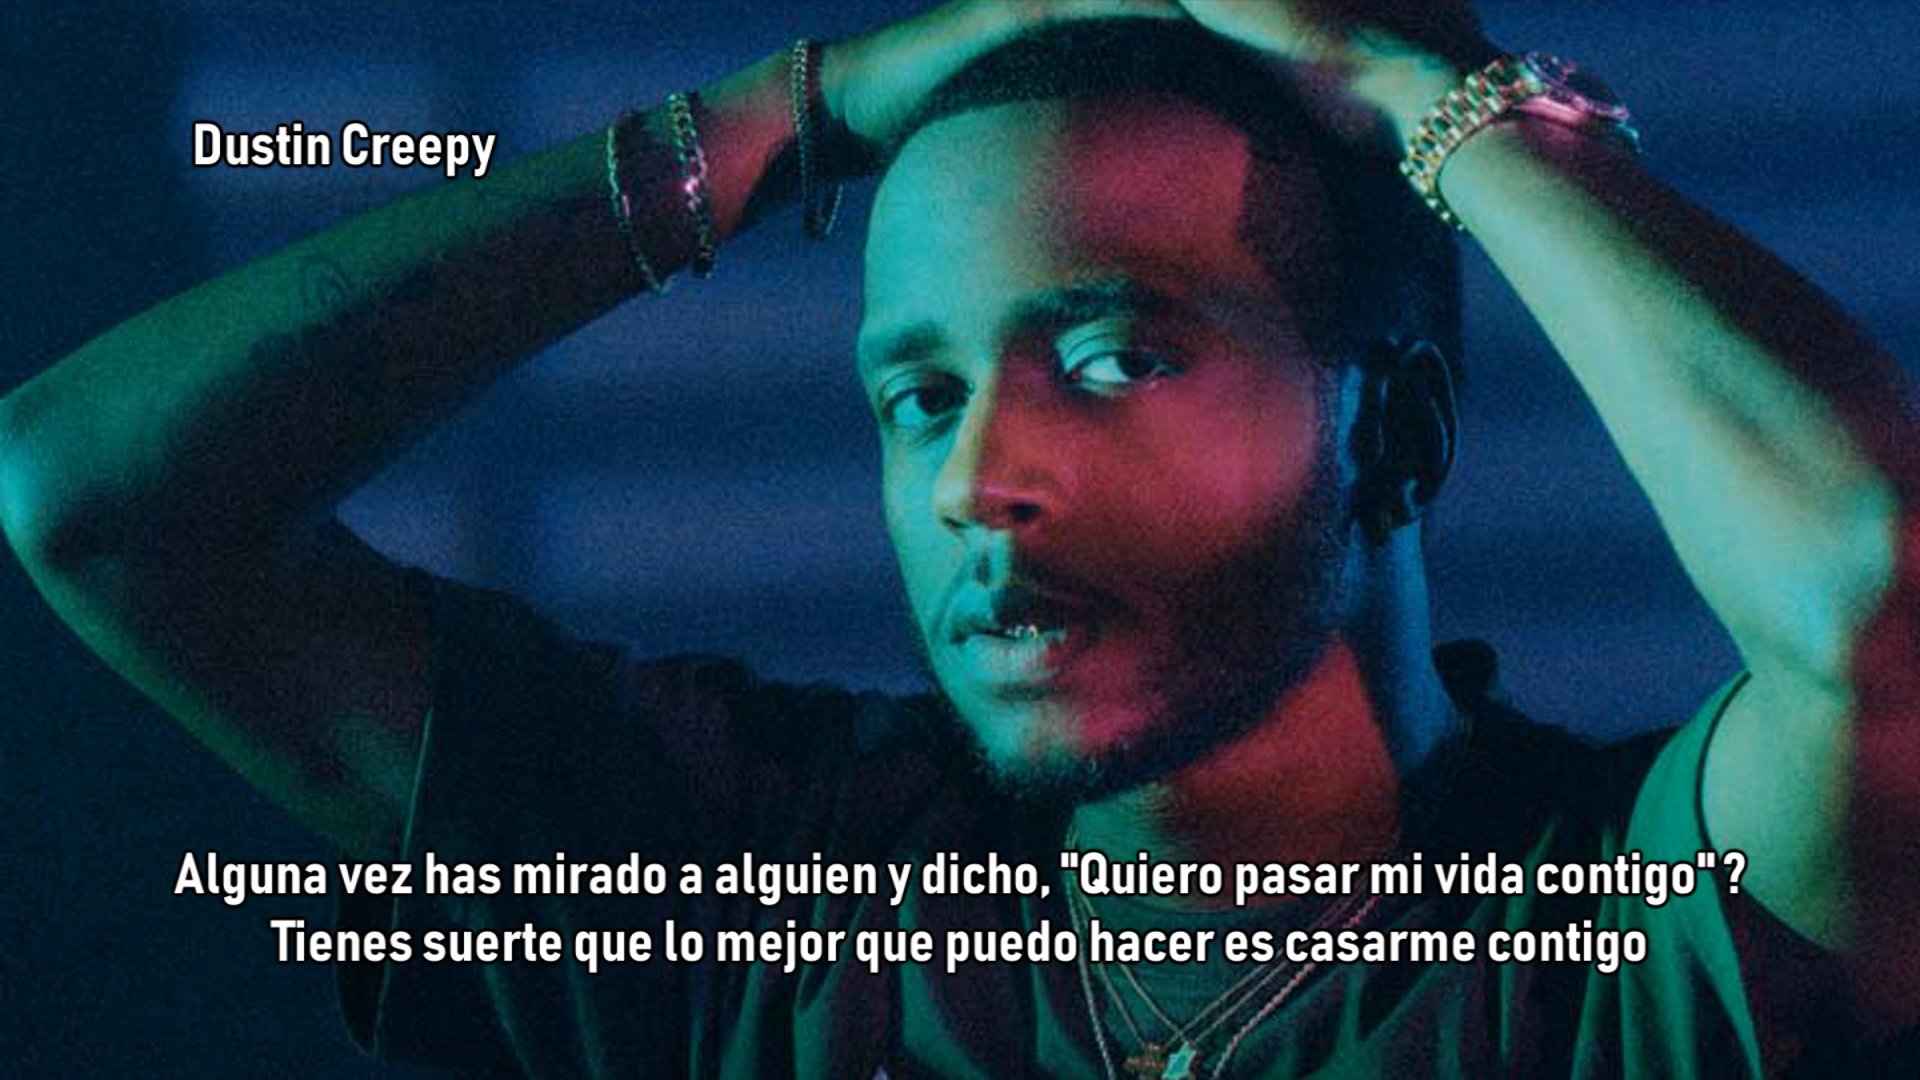 Dustin Creepy
Alguna vez has mirado a alguien y dicho, "Quiero pasar mi vida contigo"?
Tienes suerte que lo mejor que puedo hacer es casarme contigo